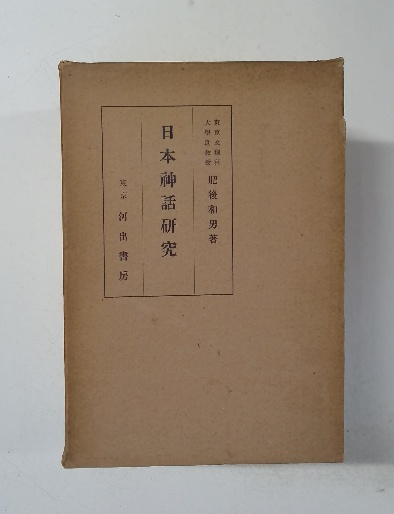 東京文理科
大學助教授
肥後和男著
日本神話研究
東京 河出書房